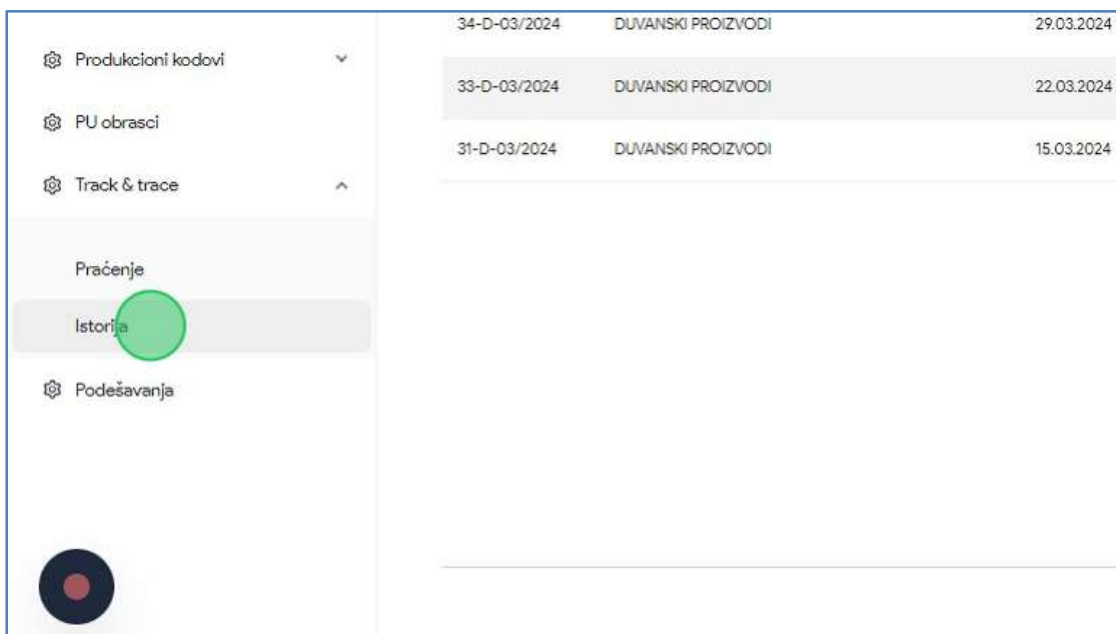 Produkcioni kodovi
PU obrasci
Track & trace
Praćenje
Istorija
Podešavanja
34-D-03/2024 DUVANSKI PROIZVODI 29.03.2024
33-D-03/2024 DUVANSKI PROIZVODI 22.03.2024
31-D-03/2024 DUVANSKI PROIZVODI 15.03.2024